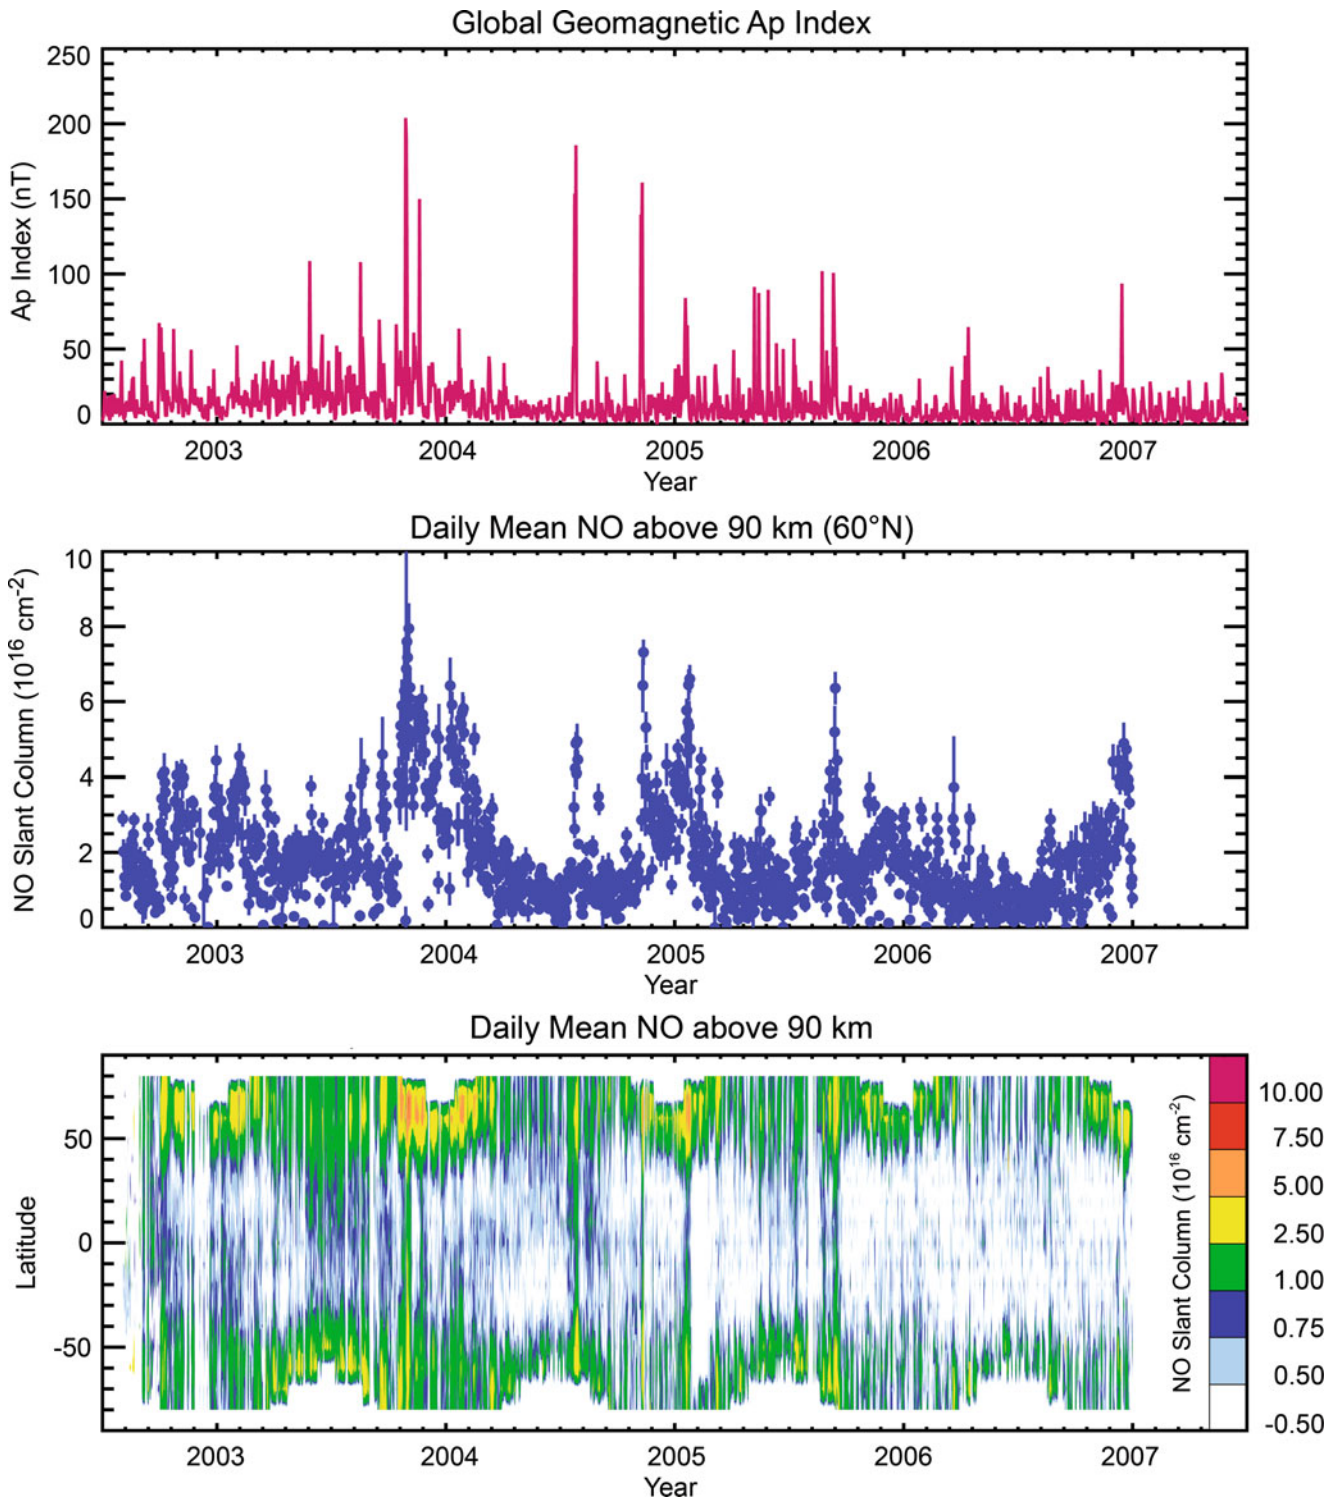 Global Geomagnetic Ap Index
250
200
150
100
50
0
Ap Index (nT)
2003 2004 2005 2006 2007
Year
Daily Mean NO above 90 km (60°N)
10
8
6
4
2
0
NO Slant Column (10¹⁶ cm⁻²)
2003 2004 2005 2006 2007
Year
Daily Mean NO above 90 km
50
0
-50
Latitude
NO Slant Column (10¹⁶ cm⁻²)
10.00
7.50
5.00
2.50
1.00
0.75
0.50
-0.50
2003 2004 2005 2006 2007
Year